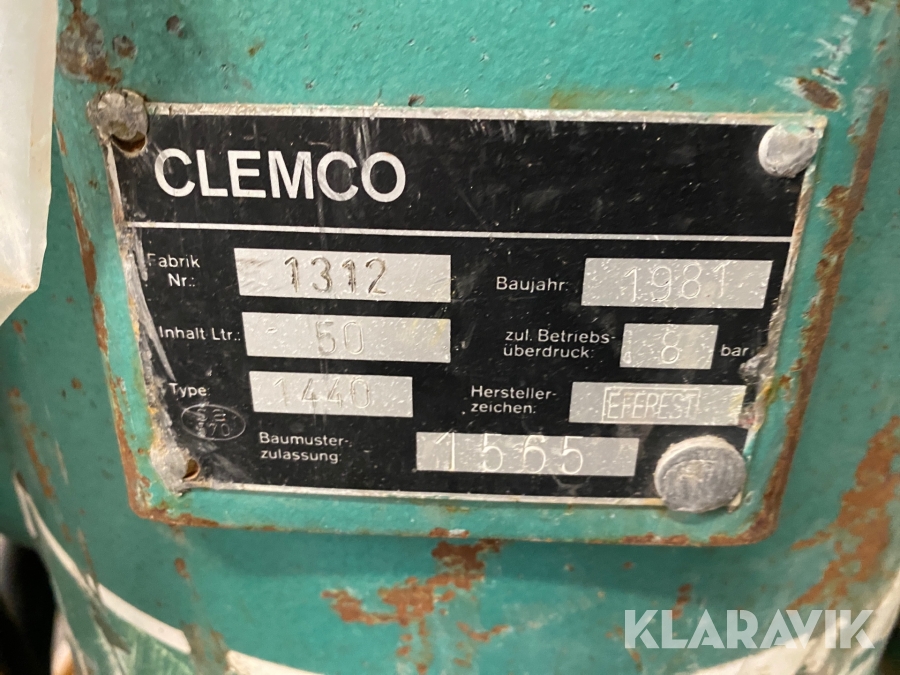 CLEMCO
Fabrik
Nr.: 1312
Baujahr: 1981
Inhalt Ltr.: 50
zul. Betriebs-
überdruck: 8 bar
Type: 1440
Hersteller-
zeichen: EFEREST
Baumuster-
zulassung: 1565
KLARAVIK